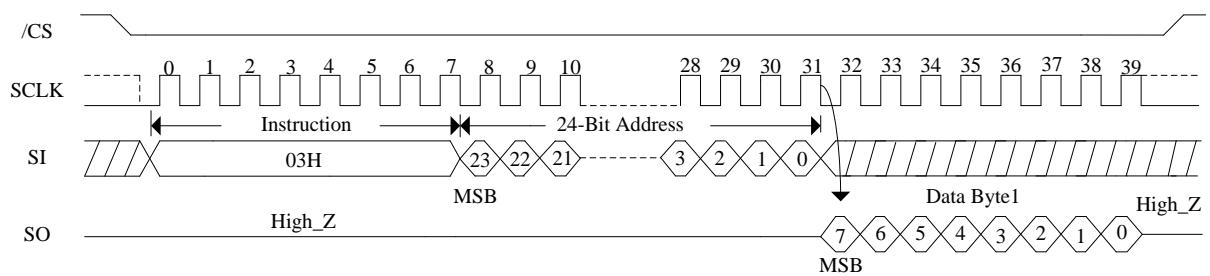 /CS
0 1 2 3 4 5 6 7 8 9 10 28 29 30 31 32 33 34 35 36 37 38 39
SCLK
Instruction 24-Bit Address
SI 03H 23 22 21 3 2 1 0
MSB Data Byte1
High_Z High_Z
SO 7 6 5 4 3 2 1 0
MSB